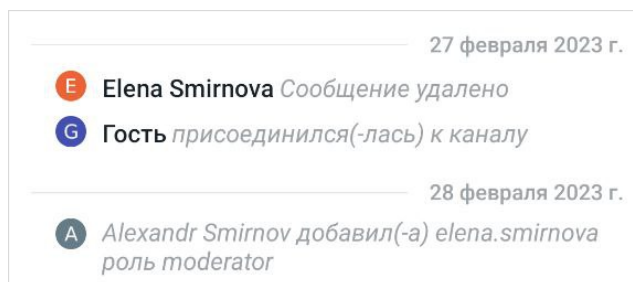 27 февраля 2023 г.
E Elena Smirnova Сообщение удалено
G Гость присоединился(-лась) к каналу
28 февраля 2023 г.
A Alexandr Smirnov добавил(-а) elena.smirnova
роль moderator